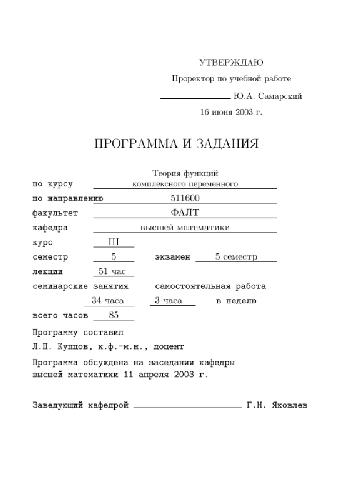 УТВЕРЖДАЮ
Проректор по учебной работе
Ю.А. Самарский
16 июня 2003 г.
ПРОГРАММА И ЗАДАНИЯ
Теория функций
по курсу комплексного переменного
по направлению 511600
факультет ФАЛТ
кафедра высшей математики
курс III
семестр 5 экзамен 5 семестр
лекции 51 час
семинарские занятия самостоятельная работа
34 часа 3 часа в неделю
всего часов 85
Программу составил
Л.П. Купцов, к.ф.-м.н., доцент
Программа обсуждена на заседании кафедры
высшей математики 11 апреля 2003 г.
Заведующий кафедрой Г.Н. Яковлев